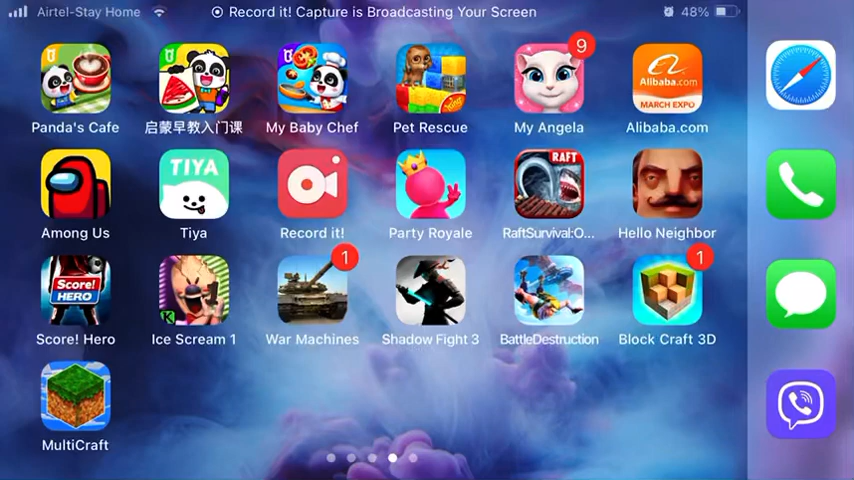 Airtel-Stay Home
Record it! Capture is Broadcasting Your Screen
48%
Panda's Cafe
启蒙早教入门课
My Baby Chef
Pet Rescue
9
My Angela
Alibaba.com
MARCH EXPO
Alibaba.com
Among Us
TIYA
Tiya
Record it!
Party Royale
RAFT
RaftSurvival:O...
Hello Neighbor
Score!
HERO
Score! Hero
K
Ice Scream 1
1
War Machines
Shadow Fight 3
BattleDestruction
1
Block Craft 3D
MultiCraft